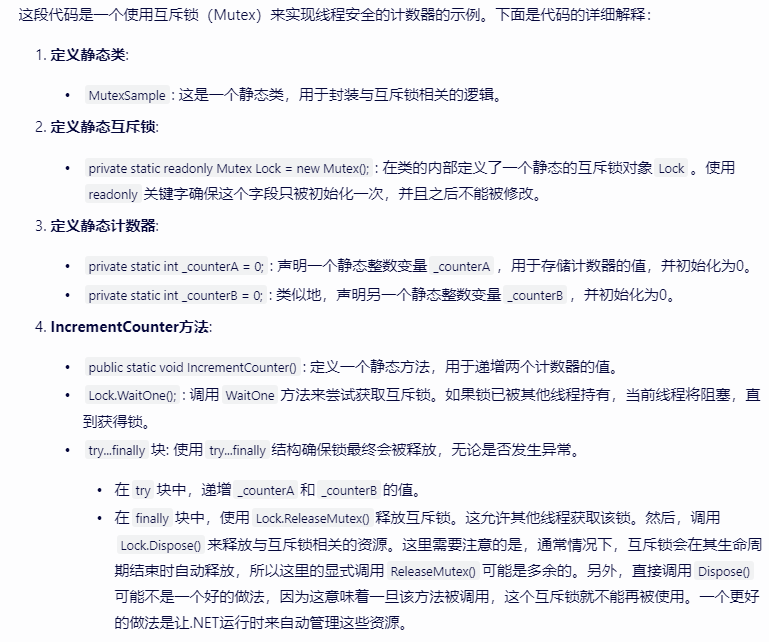 这段代码是一个使用互斥锁（Mutex）来实现线程安全的计数器的示例。下面是代码的详细解释：
1. 定义静态类:
• MutexSample : 这是一个静态类，用于封装与互斥锁相关的逻辑。
2. 定义静态互斥锁:
• private static readonly Mutex Lock = new Mutex(); : 在类的内部定义了一个静态的互斥锁对象 Lock 。使用
readonly 关键字确保这个字段只被初始化一次，并且之后不能被修改。
3. 定义静态计数器:
• private static int _counterA = 0; : 声明一个静态整数变量 _counterA ，用于存储计数器的值，并初始化为0。
• private static int _counterB = 0; : 类似地，声明另一个静态整数变量 _counterB ，并初始化为0。
4. IncrementCounter方法:
• public static void IncrementCounter() : 定义一个静态方法，用于递增两个计数器的值。
• Lock.WaitOne(); : 调用 WaitOne 方法来尝试获取互斥锁。如果锁已被其他线程持有，当前线程将阻塞，直
到获得锁。
• try...finally 块: 使用 try...finally 结构确保锁最终会被释放，无论是否发生异常。
• 在 try 块中，递增 _counterA 和 _counterB 的值。
• 在 finally 块中，使用 Lock.ReleaseMutex() 释放互斥锁。这允许其他线程获取该锁。然后，调用
Lock.Dispose() 来释放与互斥锁相关的资源。这里需要注意的是，通常情况下，互斥锁会在其生命周
期结束时自动释放，所以这里的显式调用 ReleaseMutex() 可能是多余的。另外，直接调用 Dispose()
可能不是一个好的做法，因为这意味着一旦该方法被调用，这个互斥锁就不能再被使用。一个更好
的做法是让.NET运行时来自动管理这些资源。